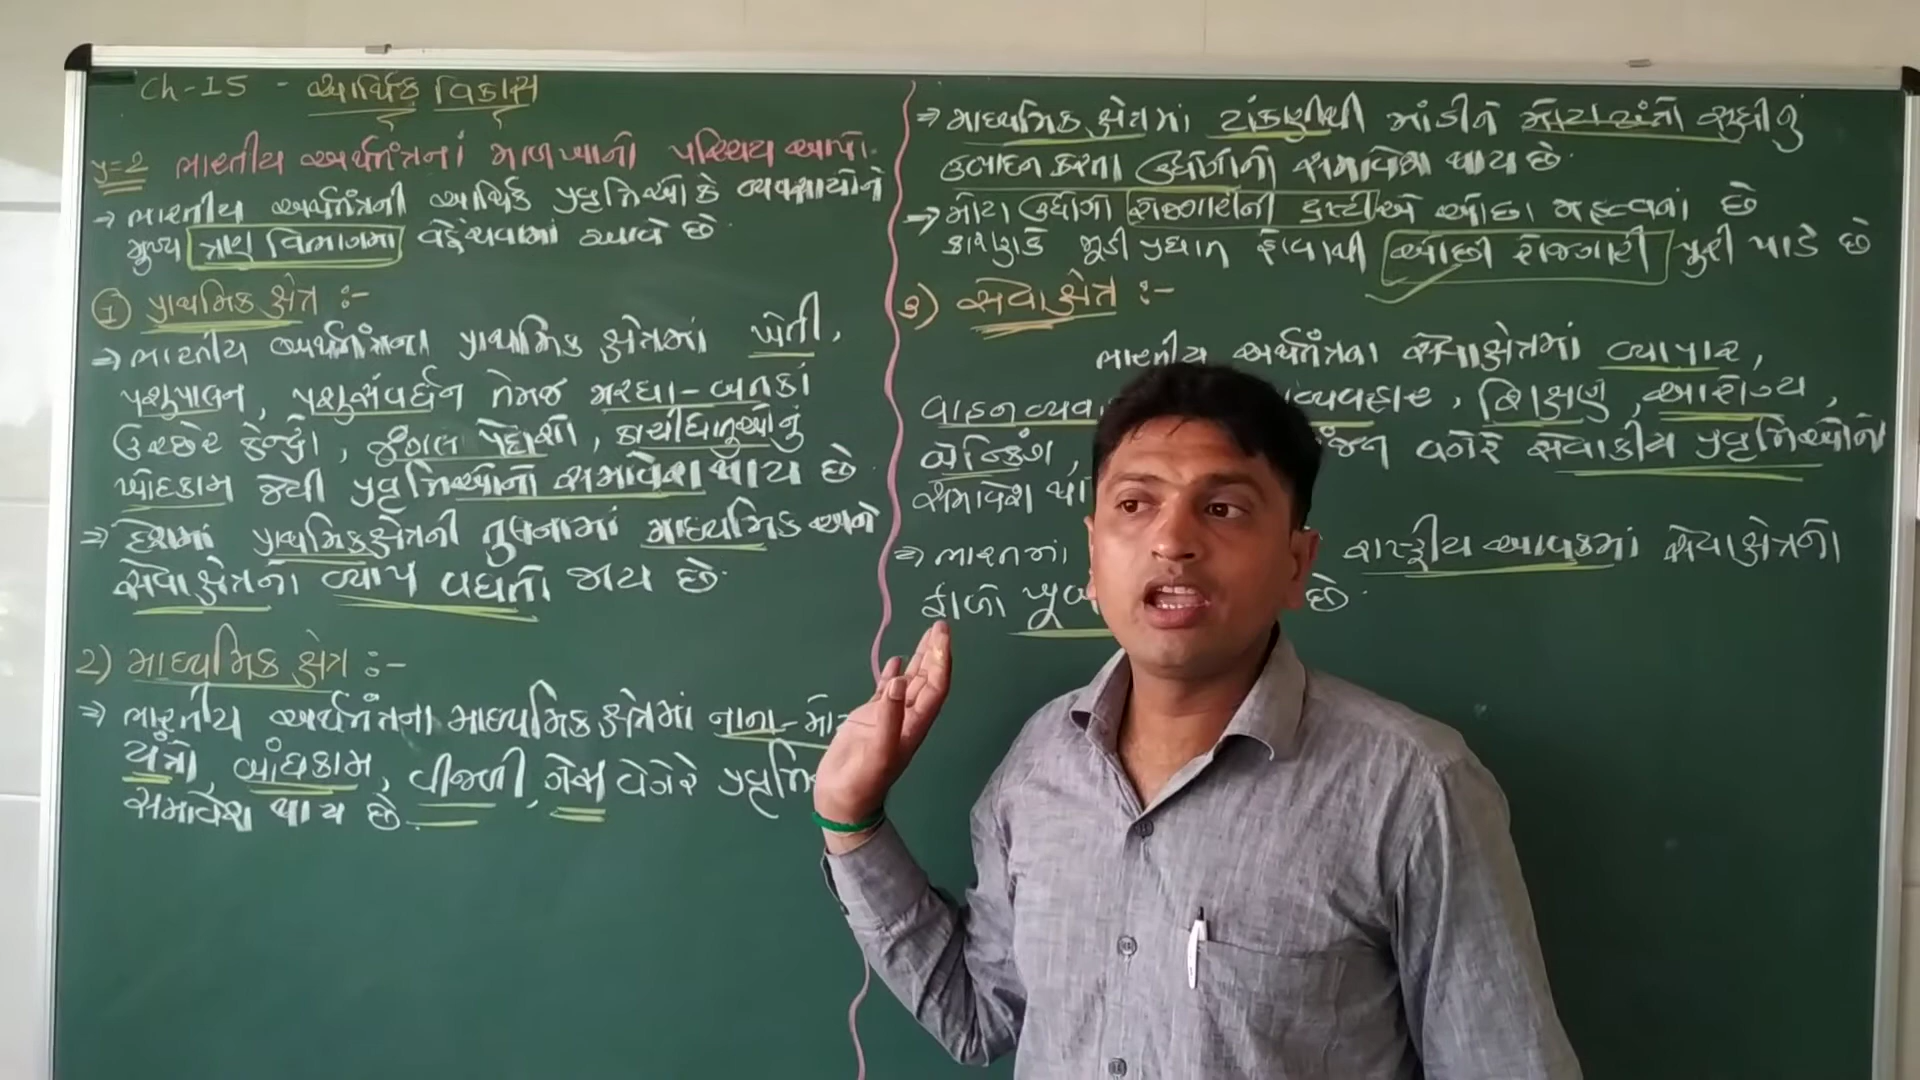 Ch-15 - આર્થિક વિકાસ
પ્ર-2 ભારતીય અર્થતંત્રનાં માળખાનો પરિચય આપો.
→ ભારતીય અર્થતંત્રની આર્થિક પ્રવૃત્તિઓ કે વ્યવસાયોને
મુખ્ય ત્રણ વિભાગમાં વહેંચવામાં આવે છે.
① પ્રાથમિક ક્ષેત્ર :-
→ ભારતીય અર્થતંત્રના પ્રાથમિક ક્ષેત્રમાં ખેતી,
પશુપાલન, પશુસંવર્ધન તેમજ મરઘા-બતકાં
ઉછેર કેન્દ્રો, જંગલ પેદાશો, કાચીધાતુઓનું
ખોદકામ જેવી પ્રવૃત્તિઓનો સમાવેશ થાય છે.
→ દેશમાં પ્રાથમિક ક્ષેત્રની તુલનામાં માધ્યમિક અને
સેવાક્ષેત્રનો વ્યાપ વધતો જાય છે.
2) માધ્યમિક ક્ષેત્ર :-
→ ભારતીય અર્થતંત્રના માધ્યમિક ક્ષેત્રમાં નાના-મો
યંત્રો, બાંધકામ, વીજળી, ગેસ વગેરે પ્રવૃત્તિ
સમાવેશ થાય છે.
→ માધ્યમિક ક્ષેત્રમાં ટાંકણીથી માંડીને મોટાયંત્રો સુધીનું
ઉત્પાદન કરતા ઉદ્યોગોનો સમાવેશ થાય છે.
→ મોટા ઉદ્યોગો રોજગારીની દ્રષ્ટીએ ઓછા મહત્વનાં છે
કારણકે મૂડી પ્રધાન હોવાથી ઓછી રોજગારી પુરી પાડે છે
૩) સેવાક્ષેત્ર :-
ભારતીય અર્થતંત્રના સેવાક્ષેત્રમાં વ્યાપાર,
વાહનવ્યવ વ્યવહાર, શિક્ષણ, આરોગ્ય,
બેન્કિંગ, જન વગેરે સેવાકીય પ્રવૃત્તિઓનો
સમાવેશ થા
→ ભારતમાં રાષ્ટ્રીય આવકમાં સેવાક્ષેત્રનો
ફાળો ખૂબ છે.